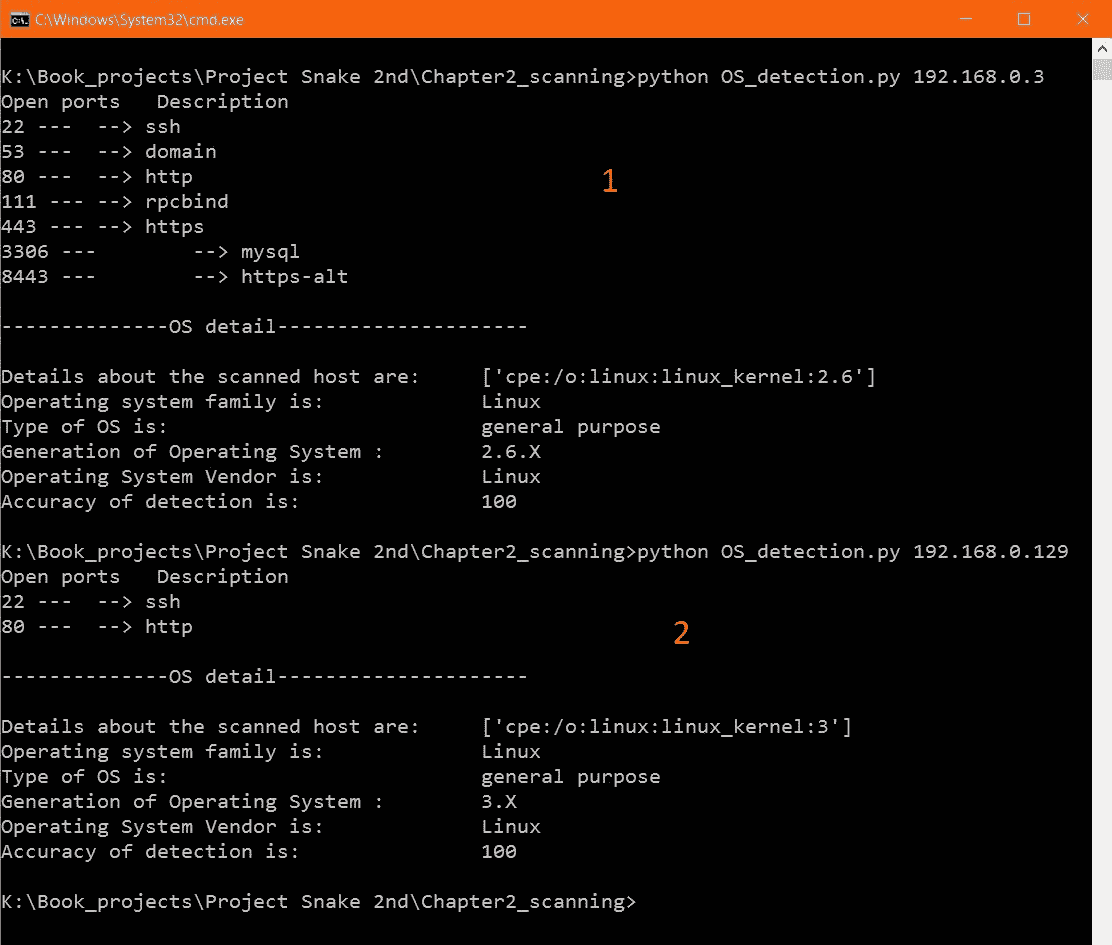 C:\Windows\System32\cmd.exe
K:\Book_projects\Project Snake 2nd\Chapter2_scanning>python OS_detection.py 192.168.0.3
Open ports   Description
22 ---  --> ssh
53 ---  --> domain
80 ---  --> http
1
111 --- --> rpcbind
443 --- --> https
3306 ---        --> mysql
8443 ---        --> https-alt
--------------OS detail---------------------
Details about the scanned host are:     ['cpe:/o:linux:linux_kernel:2.6']
Operating system family is:             Linux
Type of OS is:                          general purpose
Generation of Operating System :        2.6.X
Operating System Vendor is:             Linux
Accuracy of detection is:               100
K:\Book_projects\Project Snake 2nd\Chapter2_scanning>python OS_detection.py 192.168.0.129
Open ports   Description
22 ---  --> ssh
80 ---  --> http
2
--------------OS detail---------------------
Details about the scanned host are:     ['cpe:/o:linux:linux_kernel:3']
Operating system family is:             Linux
Type of OS is:                          general purpose
Generation of Operating System :        3.X
Operating System Vendor is:             Linux
Accuracy of detection is:               100
K:\Book_projects\Project Snake 2nd\Chapter2_scanning>